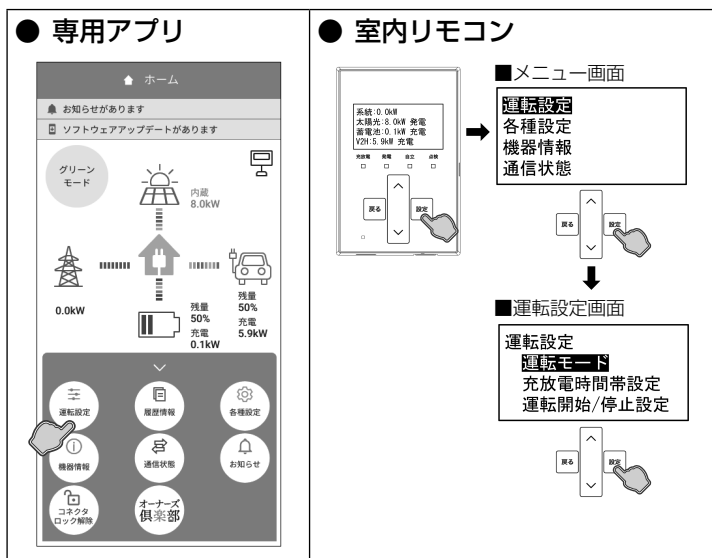 ● 専用アプリ
ホーム
お知らせがあります
ソフトウェアアップデートがあります
グリーン
モード
内蔵
8.0kW
0.0kW
残量
50%
充電
0.1kW
残量
50%
充電
5.9kW
運転設定
履歴情報
各種設定
機器情報
通信状態
お知らせ
コネクタ
ロック解除
オーナーズ
倶楽部
● 室内リモコン
系統:0.0kW
太陽光:8.0kW 発電
蓄電池:0.1kW 充電
V2H:5.9kW 充電
充放電 発電 自立 点検
戻る 設定
■メニュー画面
運転設定
各種設定
機器情報
通信状態
戻る 設定
■運転設定画面
運転設定
運転モード
充放電時間帯設定
運転開始/停止設定
戻る 設定